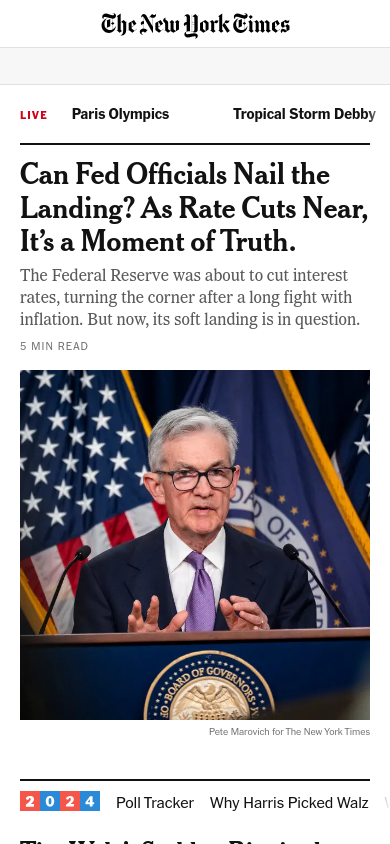 The New York Times
LIVE Paris Olympics Tropical Storm Debby
Can Fed Officials Nail the
Landing? As Rate Cuts Near,
It’s a Moment of Truth.
The Federal Reserve was about to cut interest
rates, turning the corner after a long fight with
inflation. But now, its soft landing is in question.
5 MIN READ
BOARD OF GOVERNORS
Pete Marovich for The New York Times
2024 Poll Tracker Why Harris Picked Walz